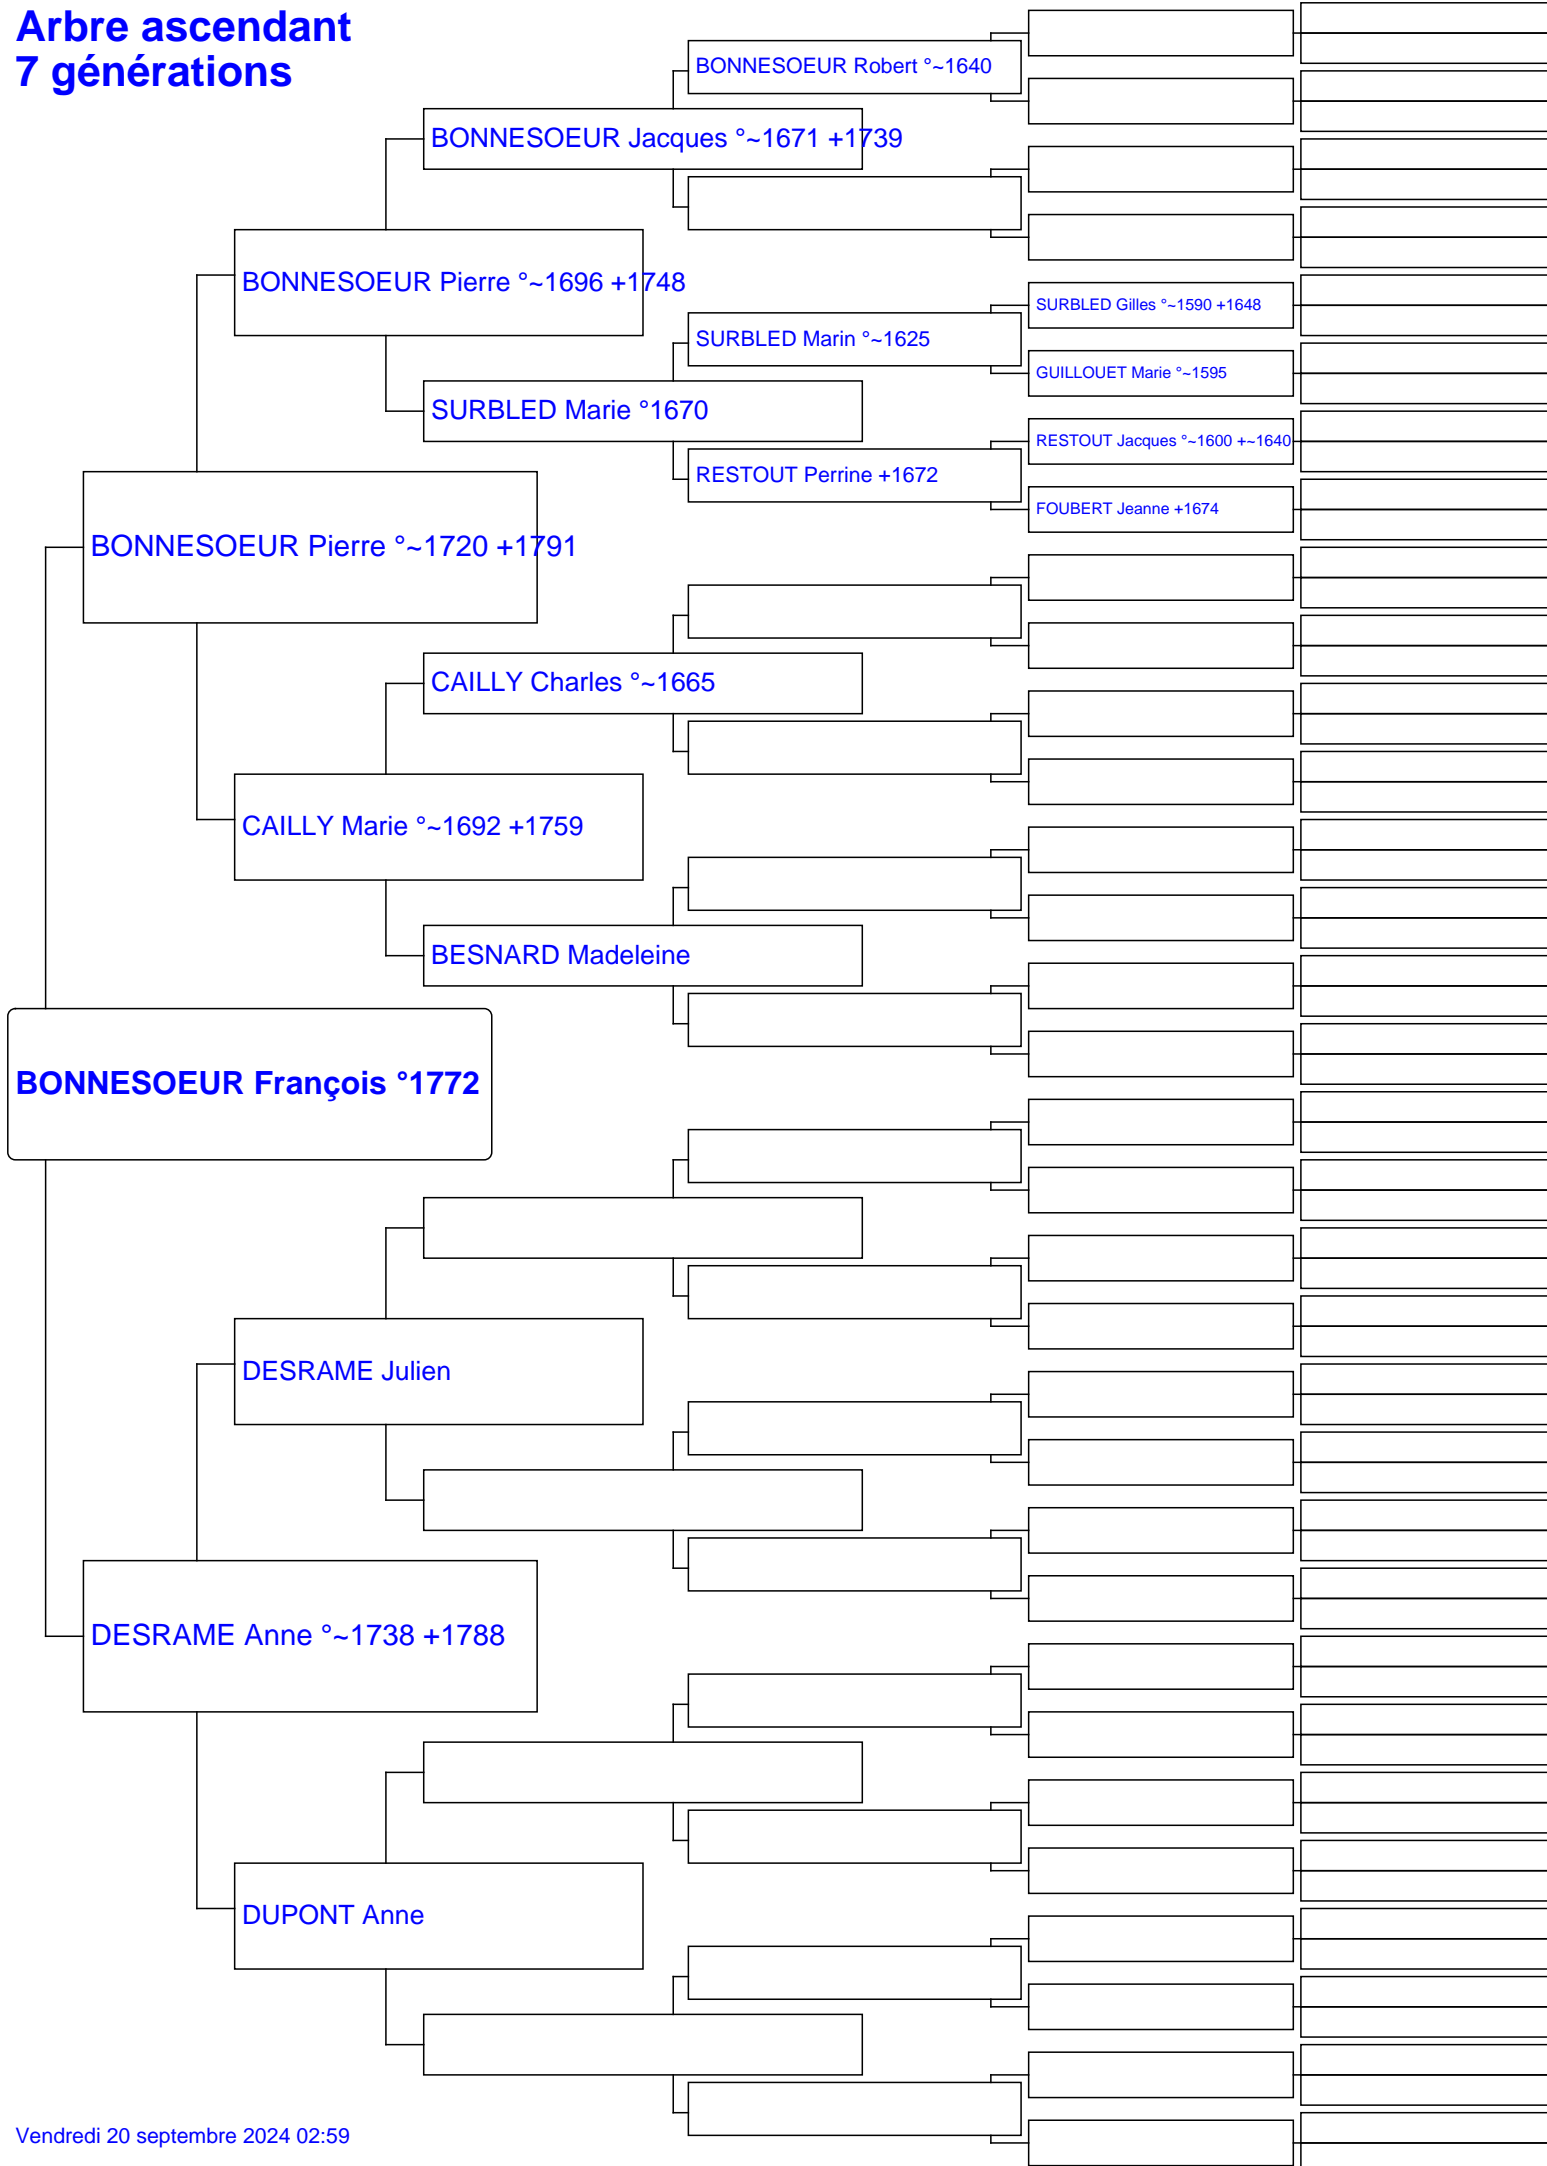 Arbre ascendant
7 générations
BONNESOEUR Robert °~1640
BONNESOEUR Jacques °~1671 +1739
BONNESOEUR Pierre °~1696 +1748
SURBLED Gilles °~1590 +1648
SURBLED Marin °~1625
GUILLOUET Marie °~1595
SURBLED Marie °1670
RESTOUT Jacques °~1600 +~1640
RESTOUT Perrine +1672
FOUBERT Jeanne +1674
BONNESOEUR Pierre °~1720 +1791
CAILLY Charles °~1665
CAILLY Marie °~1692 +1759
BESNARD Madeleine
BONNESOEUR François °1772
DESRAME Julien
DESRAME Anne °~1738 +1788
DUPONT Anne
Vendredi 20 septembre 2024 02:59